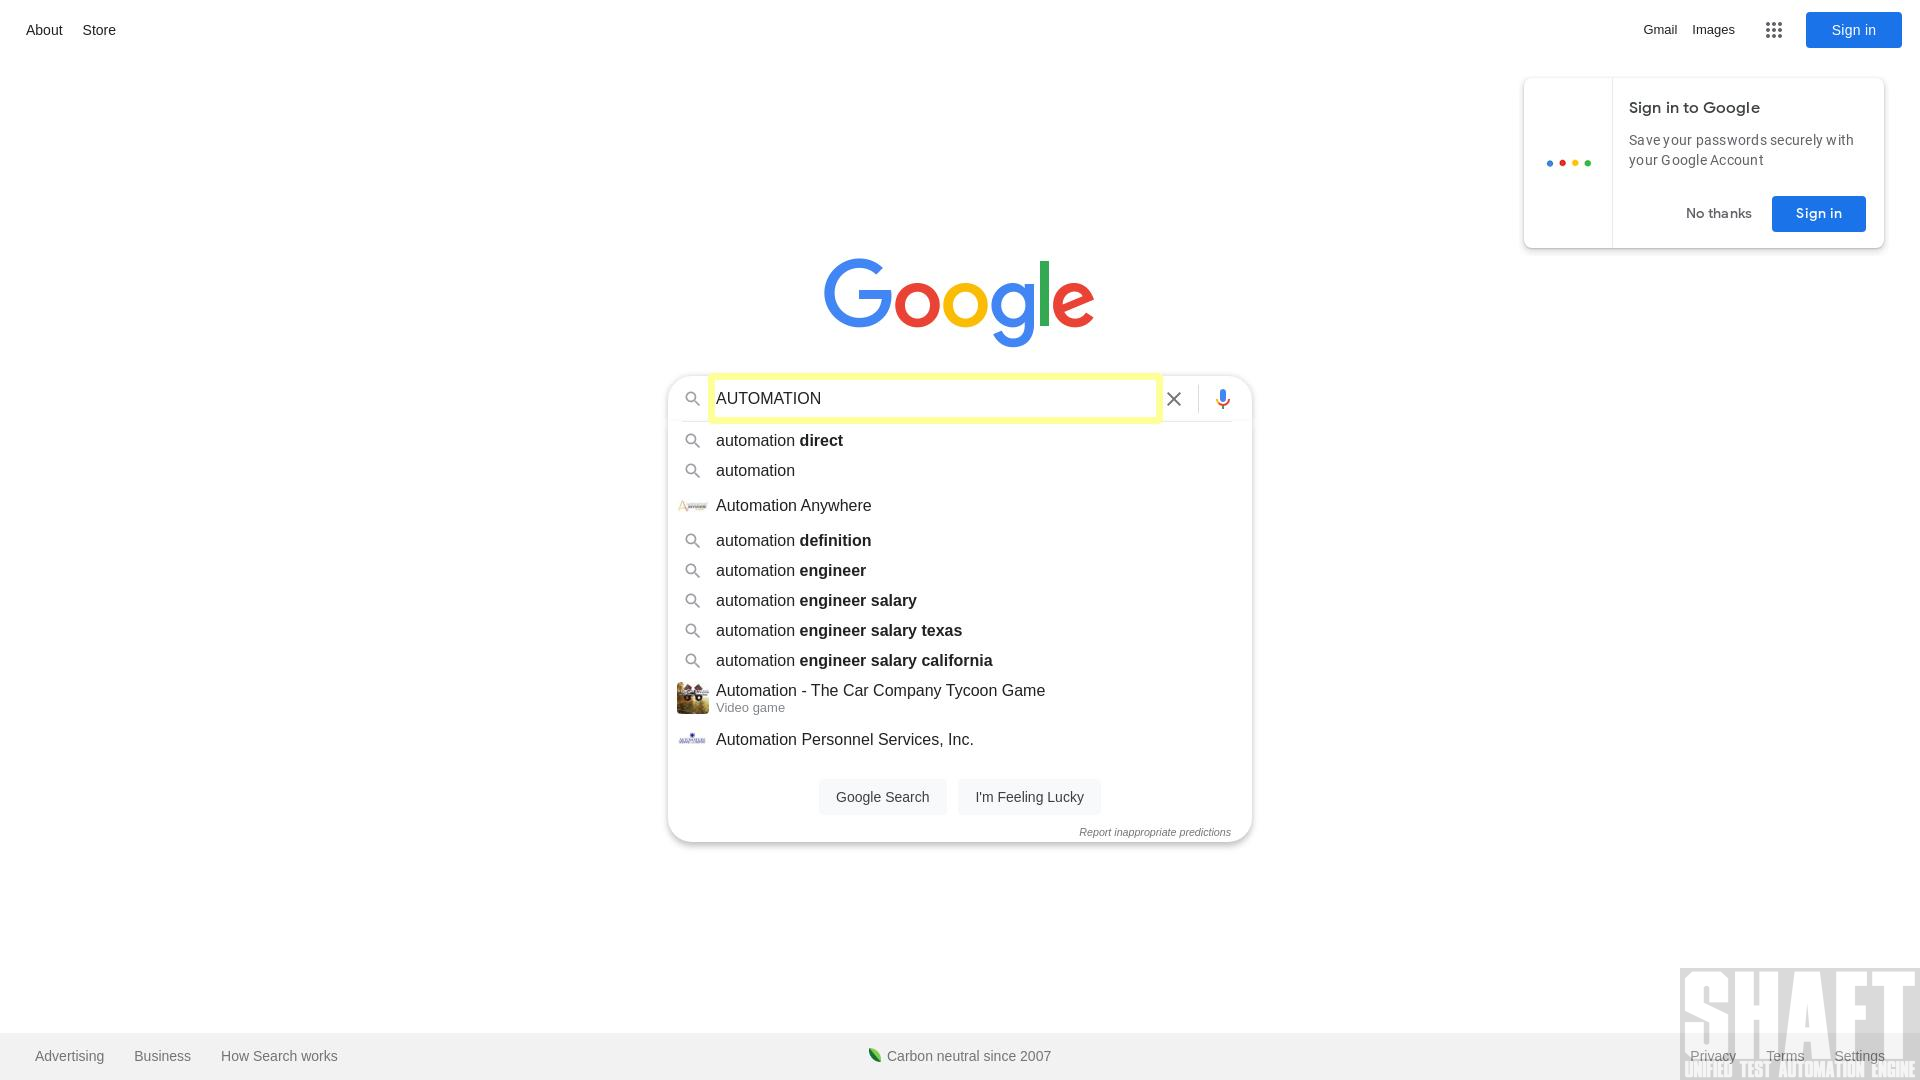 About Store
Gmail Images Sign in
Sign in to Google
Save your passwords securely with
your Google Account
No thanks Sign in
Google
AUTOMATION
automation direct
automation
Automation Anywhere
automation definition
automation engineer
automation engineer salary
automation engineer salary texas
automation engineer salary california
Automation - The Car Company Tycoon Game
Video game
Automation Personnel Services, Inc.
Google Search I'm Feeling Lucky
Report inappropriate predictions
SHAFT
Advertising Business How Search works Carbon neutral since 2007 Privacy Terms Settings
UNIFIED TEST AUTOMATION ENGINE